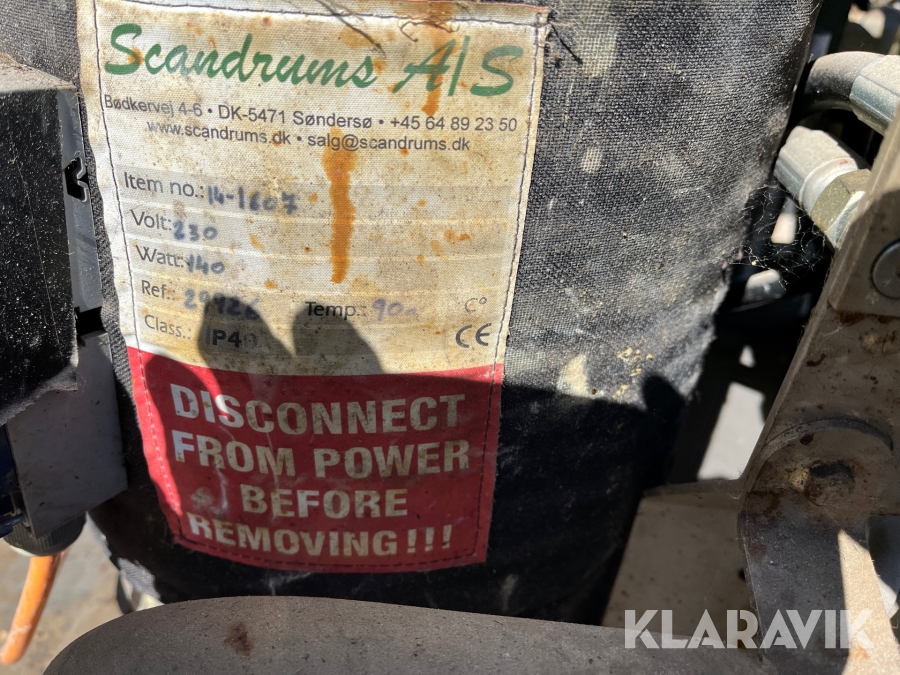 Scandrums A/S
Bødkervej 4-6 • DK-5471 Søndersø • +45 64 89 23 50
www.scandrums.dk • salg@scandrums.dk
Item no.: 14-1607
Volt: 230
Watt: 140
Ref.: Temp.: 90 C°
Class.: IP40 CE
DISCONNECT
FROM POWER
BEFORE
REMOVING!!!
KLARAVIK